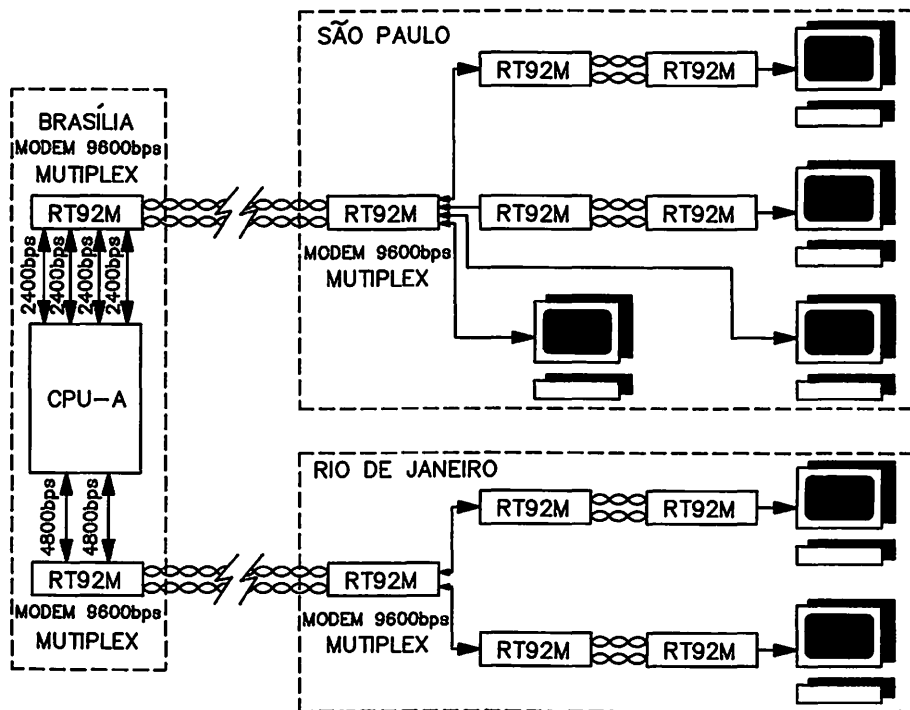 BRASÍLIA
MODEM 9600bps
MUTIPLEX
RT92M
2400bps
2400bps
2400bps
2400bps
CPU-A
4800bps
4800bps
RT92M
MODEM 9600bps
MUTIPLEX
SÃO PAULO
RT92M
RT92M
RT92M
RT92M
RT92M
MODEM 9600bps
MUTIPLEX
RIO DE JANEIRO
RT92M
RT92M
RT92M
MODEM 9600bps
MUTIPLEX
RT92M
RT92M